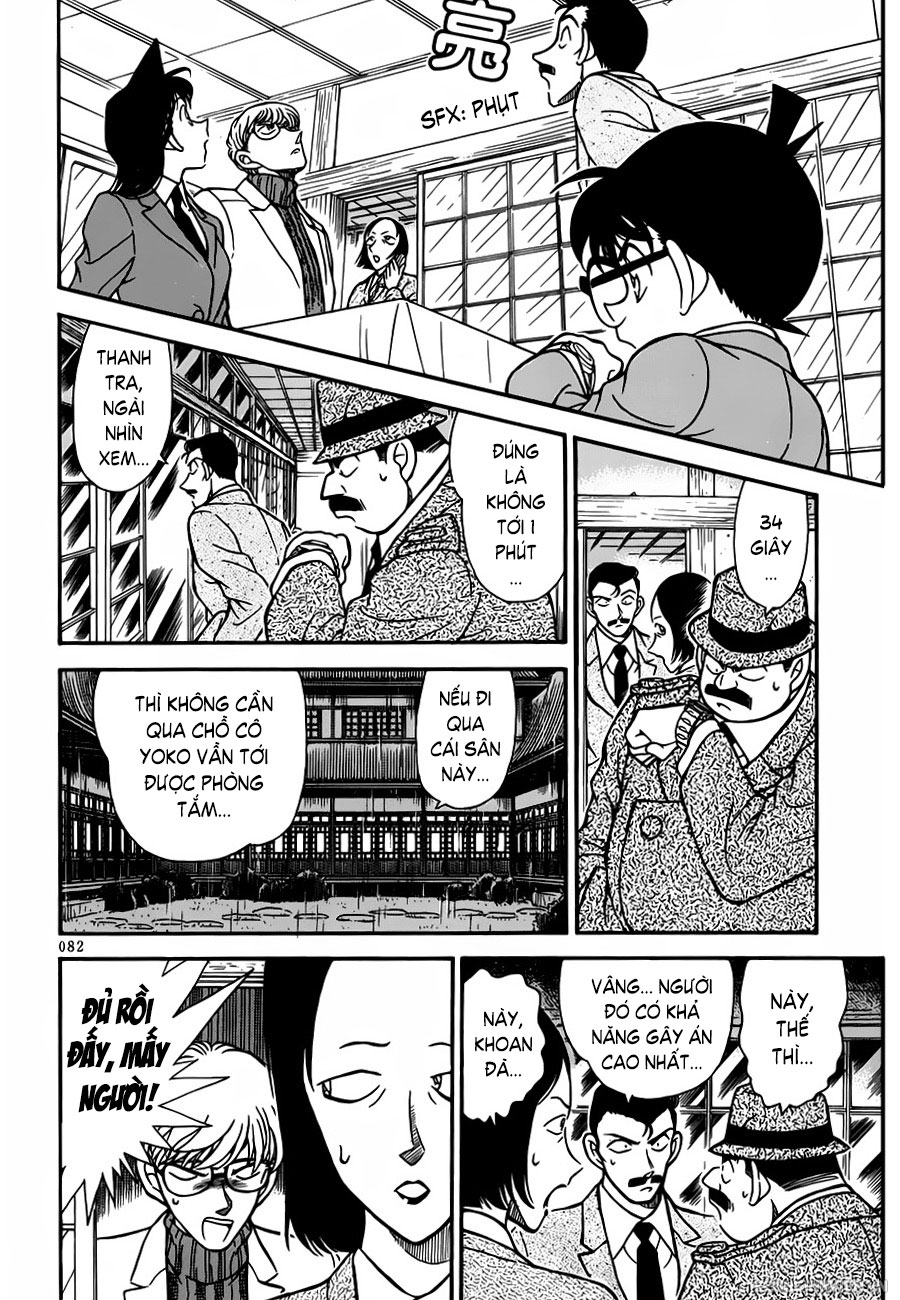 亮
SFX: PHỤT
34
GIÂY
...
ĐÚNG
LÀ
KHÔNG
TỚI 1
PHÚT
...
THANH
TRA,
NGÀI
NHÌN
XEM...
NẾU ĐI
QUA
CÁI SÂN
NÀY...
THÌ KHÔNG CẦN
QUA CHỖ CÔ
YOKO VẪN TỚI
ĐƯỢC PHÒNG
TẮM...
082
NÀY,
THẾ
THÌ...
VÂNG... NGƯỜI
ĐÓ CÓ KHẢ
NĂNG GÂY ÁN
CAO NHẤT...
NÀY,
KHOAN
ĐÃ...
ĐỦ RỒI
ĐẤY, MẤY
NGƯỜI!